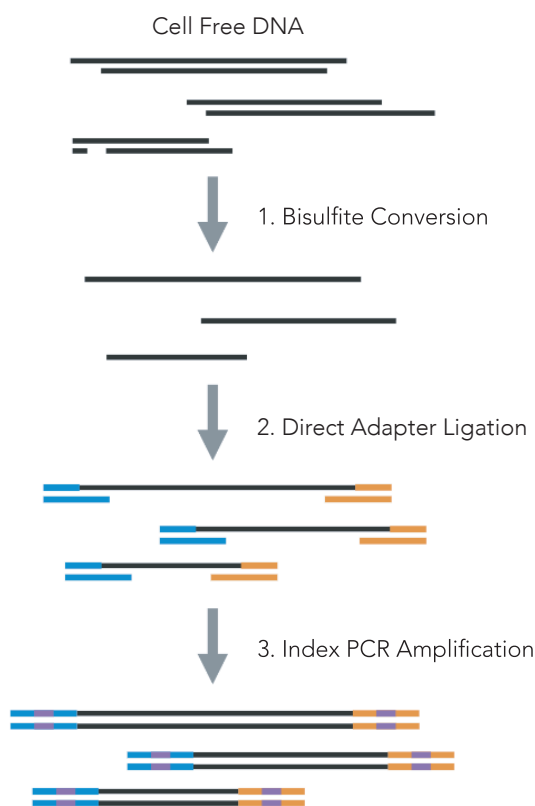 Cell Free DNA
1. Bisulfite Conversion
2. Direct Adapter Ligation
3. Index PCR Amplification